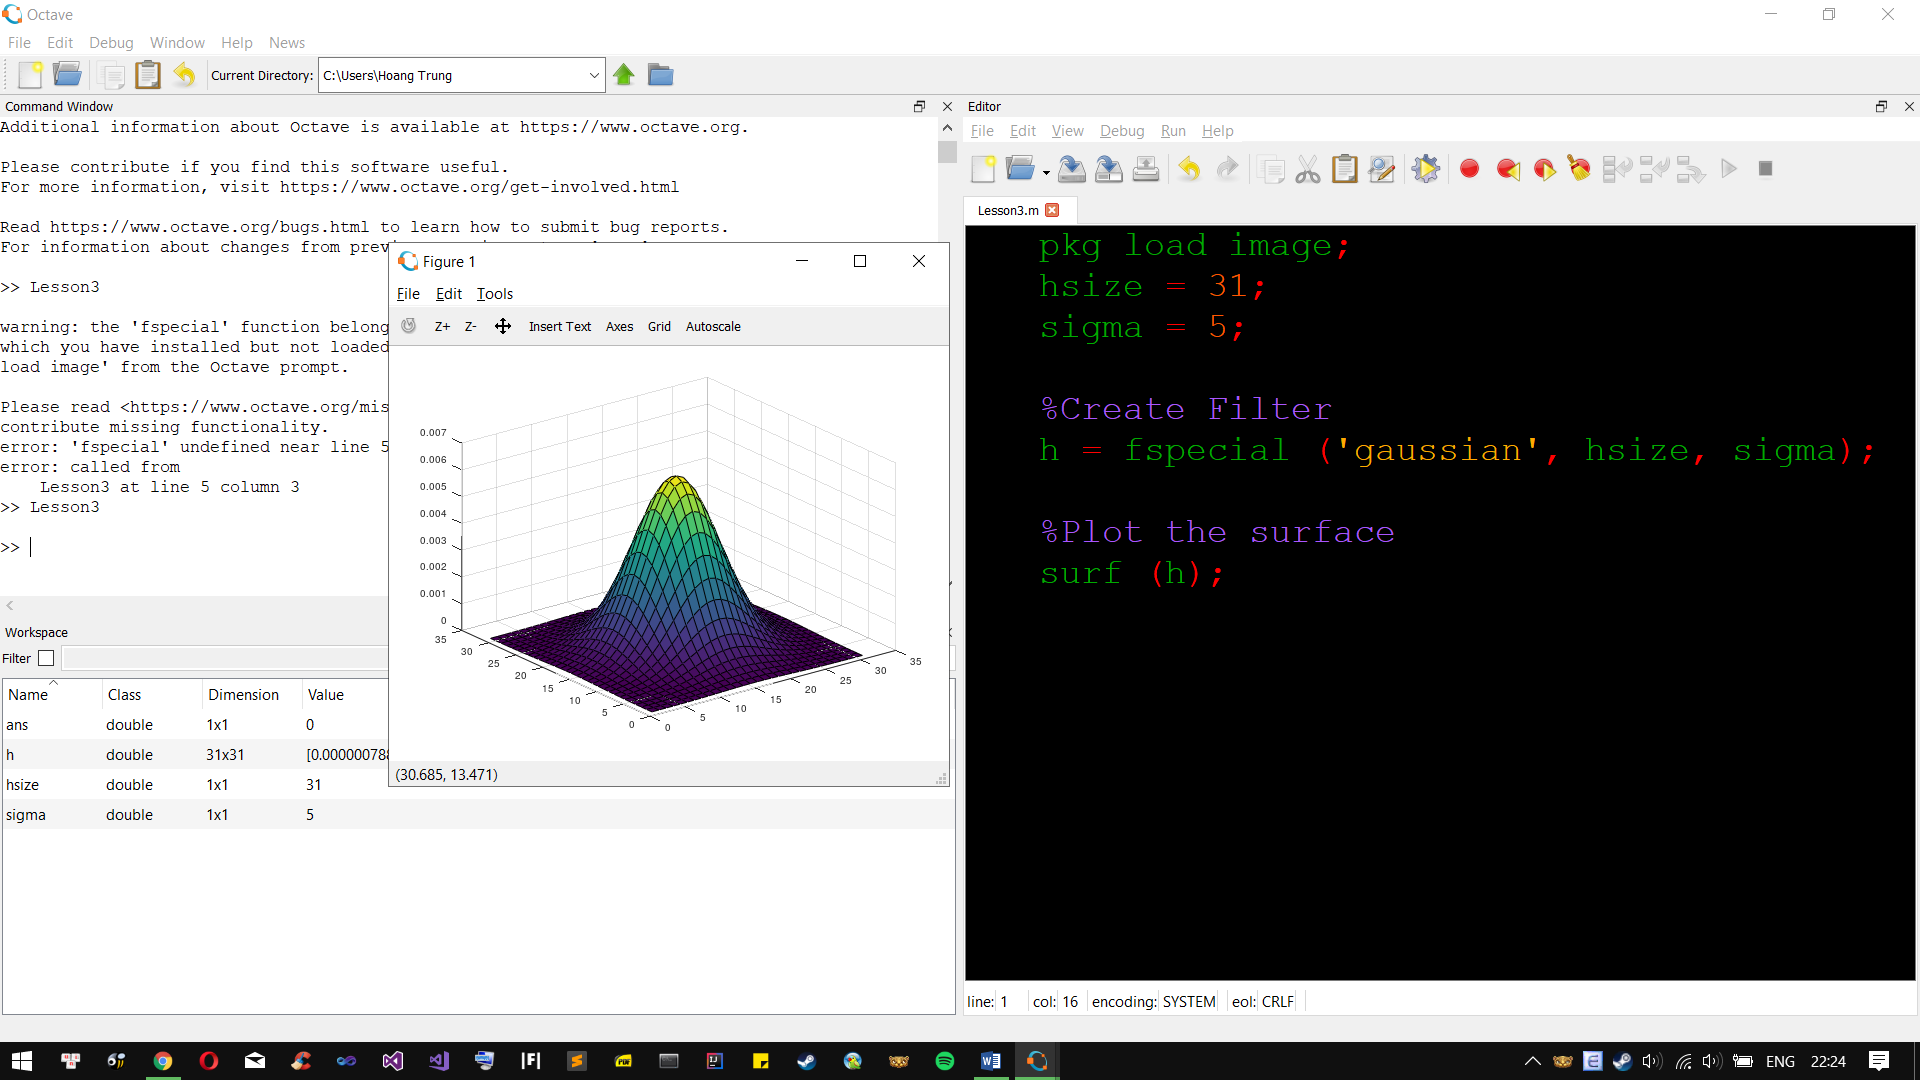 Octave
File Edit Debug Window Help News
Current Directory: C:\Users\Hoang Trung
Command Window
Additional information about Octave is available at https://www.octave.org.
Please contribute if you find this software useful.
For more information, visit https://www.octave.org/get-involved.html
Read https://www.octave.org/bugs.html to learn how to submit bug reports.
For information about changes from
>> Lesson3
warning: the 'fspecial' function belong
which you have installed but not loaded
load image' from the Octave prompt.
Please read <https://www.octave.org/mis
contribute missing functionality.
error: 'fspecial' undefined near line 5
error: called from
Lesson3 at line 5 column 3
>> Lesson3
>>
Workspace
Filter
Name Class Dimension Value
ans double 1x1 0
h double 31x31 [0.00000078
hsize double 1x1 31
sigma double 1x1 5
Figure 1
File Edit Tools
Z+ Z- Insert Text Axes Grid Autoscale
0.007
0.006
0.005
0.004
0.003
0.002
0.001
0
35
30
25
20
15
10
5
0
0
5
10
15
20
25
30
35
(30.685, 13.471)
Editor
File Edit View Debug Run Help
Lesson3.m
pkg load image;
hsize = 31;
sigma = 5;
%Create Filter
h = fspecial ('gaussian', hsize, sigma);
%Plot the surface
surf (h);
line: 1 col: 16 encoding: SYSTEM eol: CRLF
ENG 22:24